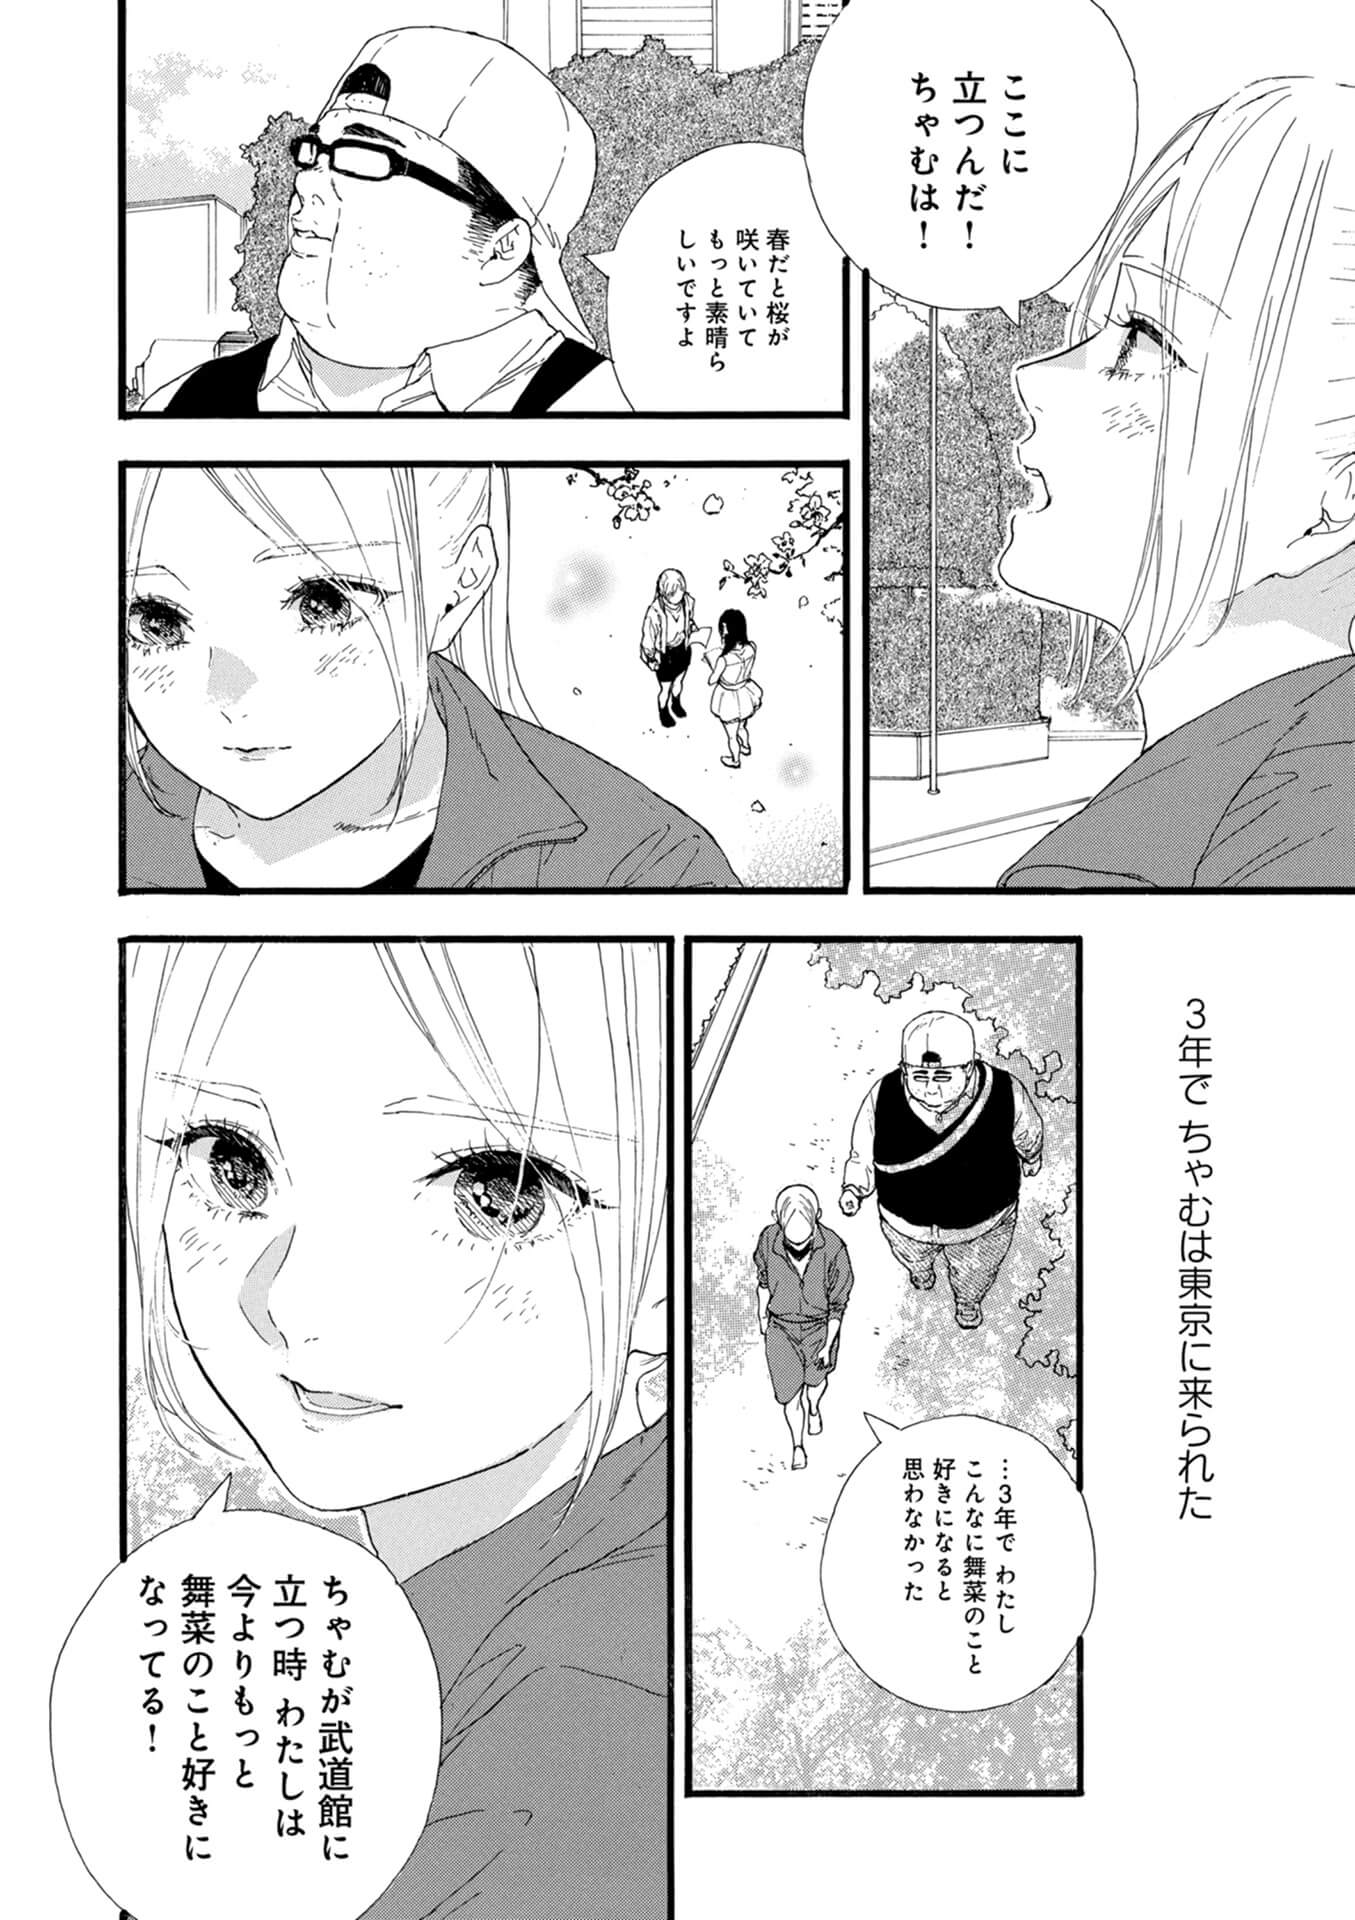 ここに
立つんだ！
ちゃむは！
春だと桜が
咲いていて
もっと素晴ら
しいですよ
3年で ちゃむは東京に来られた
…3年で わたし
こんなに舞菜のこと
好きになると
思わなかった
ちゃむが武道館に
立つ時 わたしは
今よりもっと
舞菜のこと好きに
なってる！